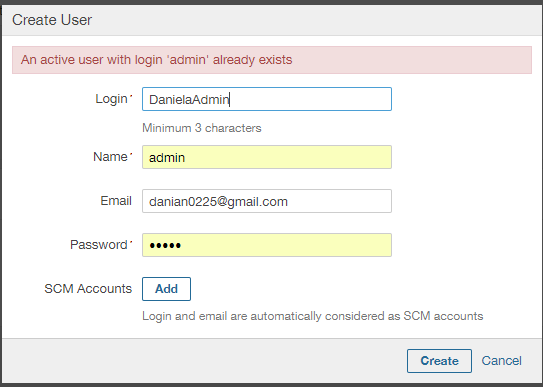 Create User
An active user with login 'admin' already exists
Login* DanielaAdmin
Minimum 3 characters
Name* admin
Email danian0225@gmail.com
Password* •••••
SCM Accounts Add
Login and email are automatically considered as SCM accounts
Create Cancel